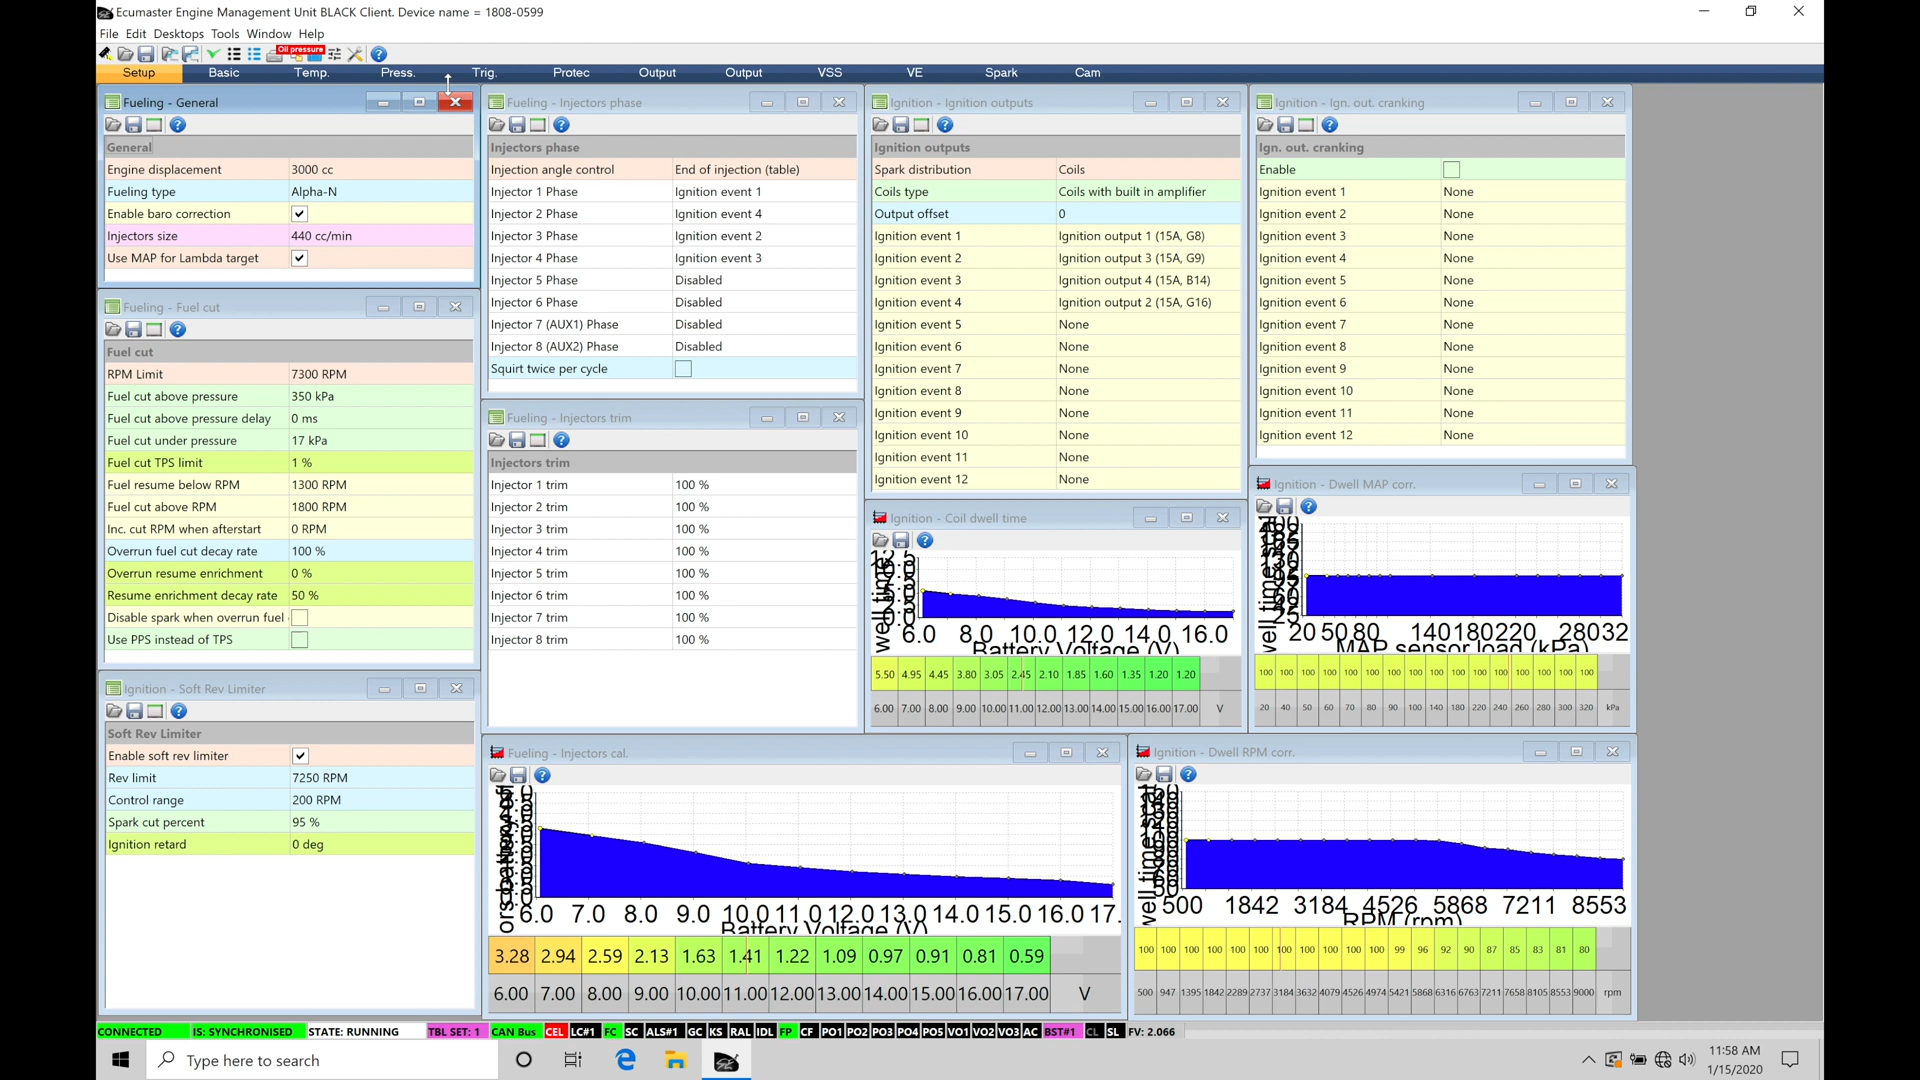 Ecumaster Engine Management Unit BLACK Client. Device name = 1808-0599
File Edit Desktops Tools Window Help
Oil pressure
Setup Basic Temp. Press. Trig. Protec Output Output VSS VE Spark Cam
Fueling - General
General
Engine displacement 3000 cc
Fueling type Alpha-N
Enable baro correction
Injectors size 440 cc/min
Use MAP for Lambda target
Fueling - Fuel cut
Fuel cut
RPM Limit 7300 RPM
Fuel cut above pressure 350 kPa
Fuel cut above pressure delay 0 ms
Fuel cut under pressure 17 kPa
Fuel cut TPS limit 1 %
Fuel resume below RPM 1300 RPM
Fuel cut above RPM 1800 RPM
Inc. cut RPM when afterstart 0 RPM
Overrun fuel cut decay rate 100 %
Overrun resume enrichment 0 %
Resume enrichment decay rate 50 %
Disable spark when overrun fuel
Use PPS instead of TPS
Ignition - Soft Rev Limiter
Soft Rev Limiter
Enable soft rev limiter
Rev limit 7250 RPM
Control range 200 RPM
Spark cut percent 95 %
Ignition retard 0 deg
Fueling - Injectors phase
Injectors phase
Injection angle control End of injection (table)
Injector 1 Phase Ignition event 1
Injector 2 Phase Ignition event 4
Injector 3 Phase Ignition event 2
Injector 4 Phase Ignition event 3
Injector 5 Phase Disabled
Injector 6 Phase Disabled
Injector 7 (AUX1) Phase Disabled
Injector 8 (AUX2) Phase Disabled
Squirt twice per cycle
Fueling - Injectors trim
Injectors trim
Injector 1 trim 100 %
Injector 2 trim 100 %
Injector 3 trim 100 %
Injector 4 trim 100 %
Injector 5 trim 100 %
Injector 6 trim 100 %
Injector 7 trim 100 %
Injector 8 trim 100 %
Ignition - Ignition outputs
Ignition outputs
Spark distribution Coils
Coils type Coils with built in amplifier
Output offset 0
Ignition event 1 Ignition output 1 (15A, G8)
Ignition event 2 Ignition output 3 (15A, G9)
Ignition event 3 Ignition output 4 (15A, B14)
Ignition event 4 Ignition output 2 (15A, G16)
Ignition event 5 None
Ignition event 6 None
Ignition event 7 None
Ignition event 8 None
Ignition event 9 None
Ignition event 10 None
Ignition event 11 None
Ignition event 12 None
Ignition - Ign. out. cranking
Ign. out. cranking
Enable
Ignition event 1 None
Ignition event 2 None
Ignition event 3 None
Ignition event 4 None
Ignition event 5 None
Ignition event 6 None
Ignition event 7 None
Ignition event 8 None
Ignition event 9 None
Ignition event 10 None
Ignition event 11 None
Ignition event 12 None
Ignition - Coil dwell time
6.0 8.0 10.0 12.0 14.0 16.0
Battery Voltage (V)
5.50 4.95 4.45 3.80 3.05 2.45 2.10 1.85 1.60 1.35 1.20 1.20
6.00 7.00 8.00 9.00 10.00 11.00 12.00 13.00 14.00 15.00 16.00 17.00 V
Ignition - Dwell MAP corr.
20 50 80 140 180 220 280 32
MAP sensor load (kPa)
100 100 100 100 100 100 100 100 100 100 100 100 100 100 100 100
20 40 50 60 70 80 90 100 140 180 220 240 260 280 300 320 kPa
Fueling - Injectors cal.
6.0 7.0 8.0 9.0 10.0 11.0 12.0 13.0 14.0 15.0 16.0 17.
Battery Voltage (V)
3.28 2.94 2.59 2.13 1.63 1.41 1.22 1.09 0.97 0.91 0.81 0.59
6.00 7.00 8.00 9.00 10.00 11.00 12.00 13.00 14.00 15.00 16.00 17.00 V
Ignition - Dwell RPM corr.
500 1842 3184 4526 5868 7211 8553
RPM (rpm)
100 100 100 100 100 100 100 100 100 100 100 99 96 92 90 87 85 83 81 80
500 947 1395 1842 2289 2737 3184 3632 4079 4526 4974 5421 5868 6316 6763 7211 7658 8105 8553 9000 rpm
CONNECTED IS: SYNCHRONISED STATE: RUNNING TBL SET: 1 CAN Bus CEL LC#1 FC SC ALS#1 GC KS RAL IDL FP CF PO1 PO2 PO3 PO4 PO5 VO1 VO2 VO3 AC BST#1 CL SL FV: 2.066
Type here to search
11:58 AM
1/15/2020